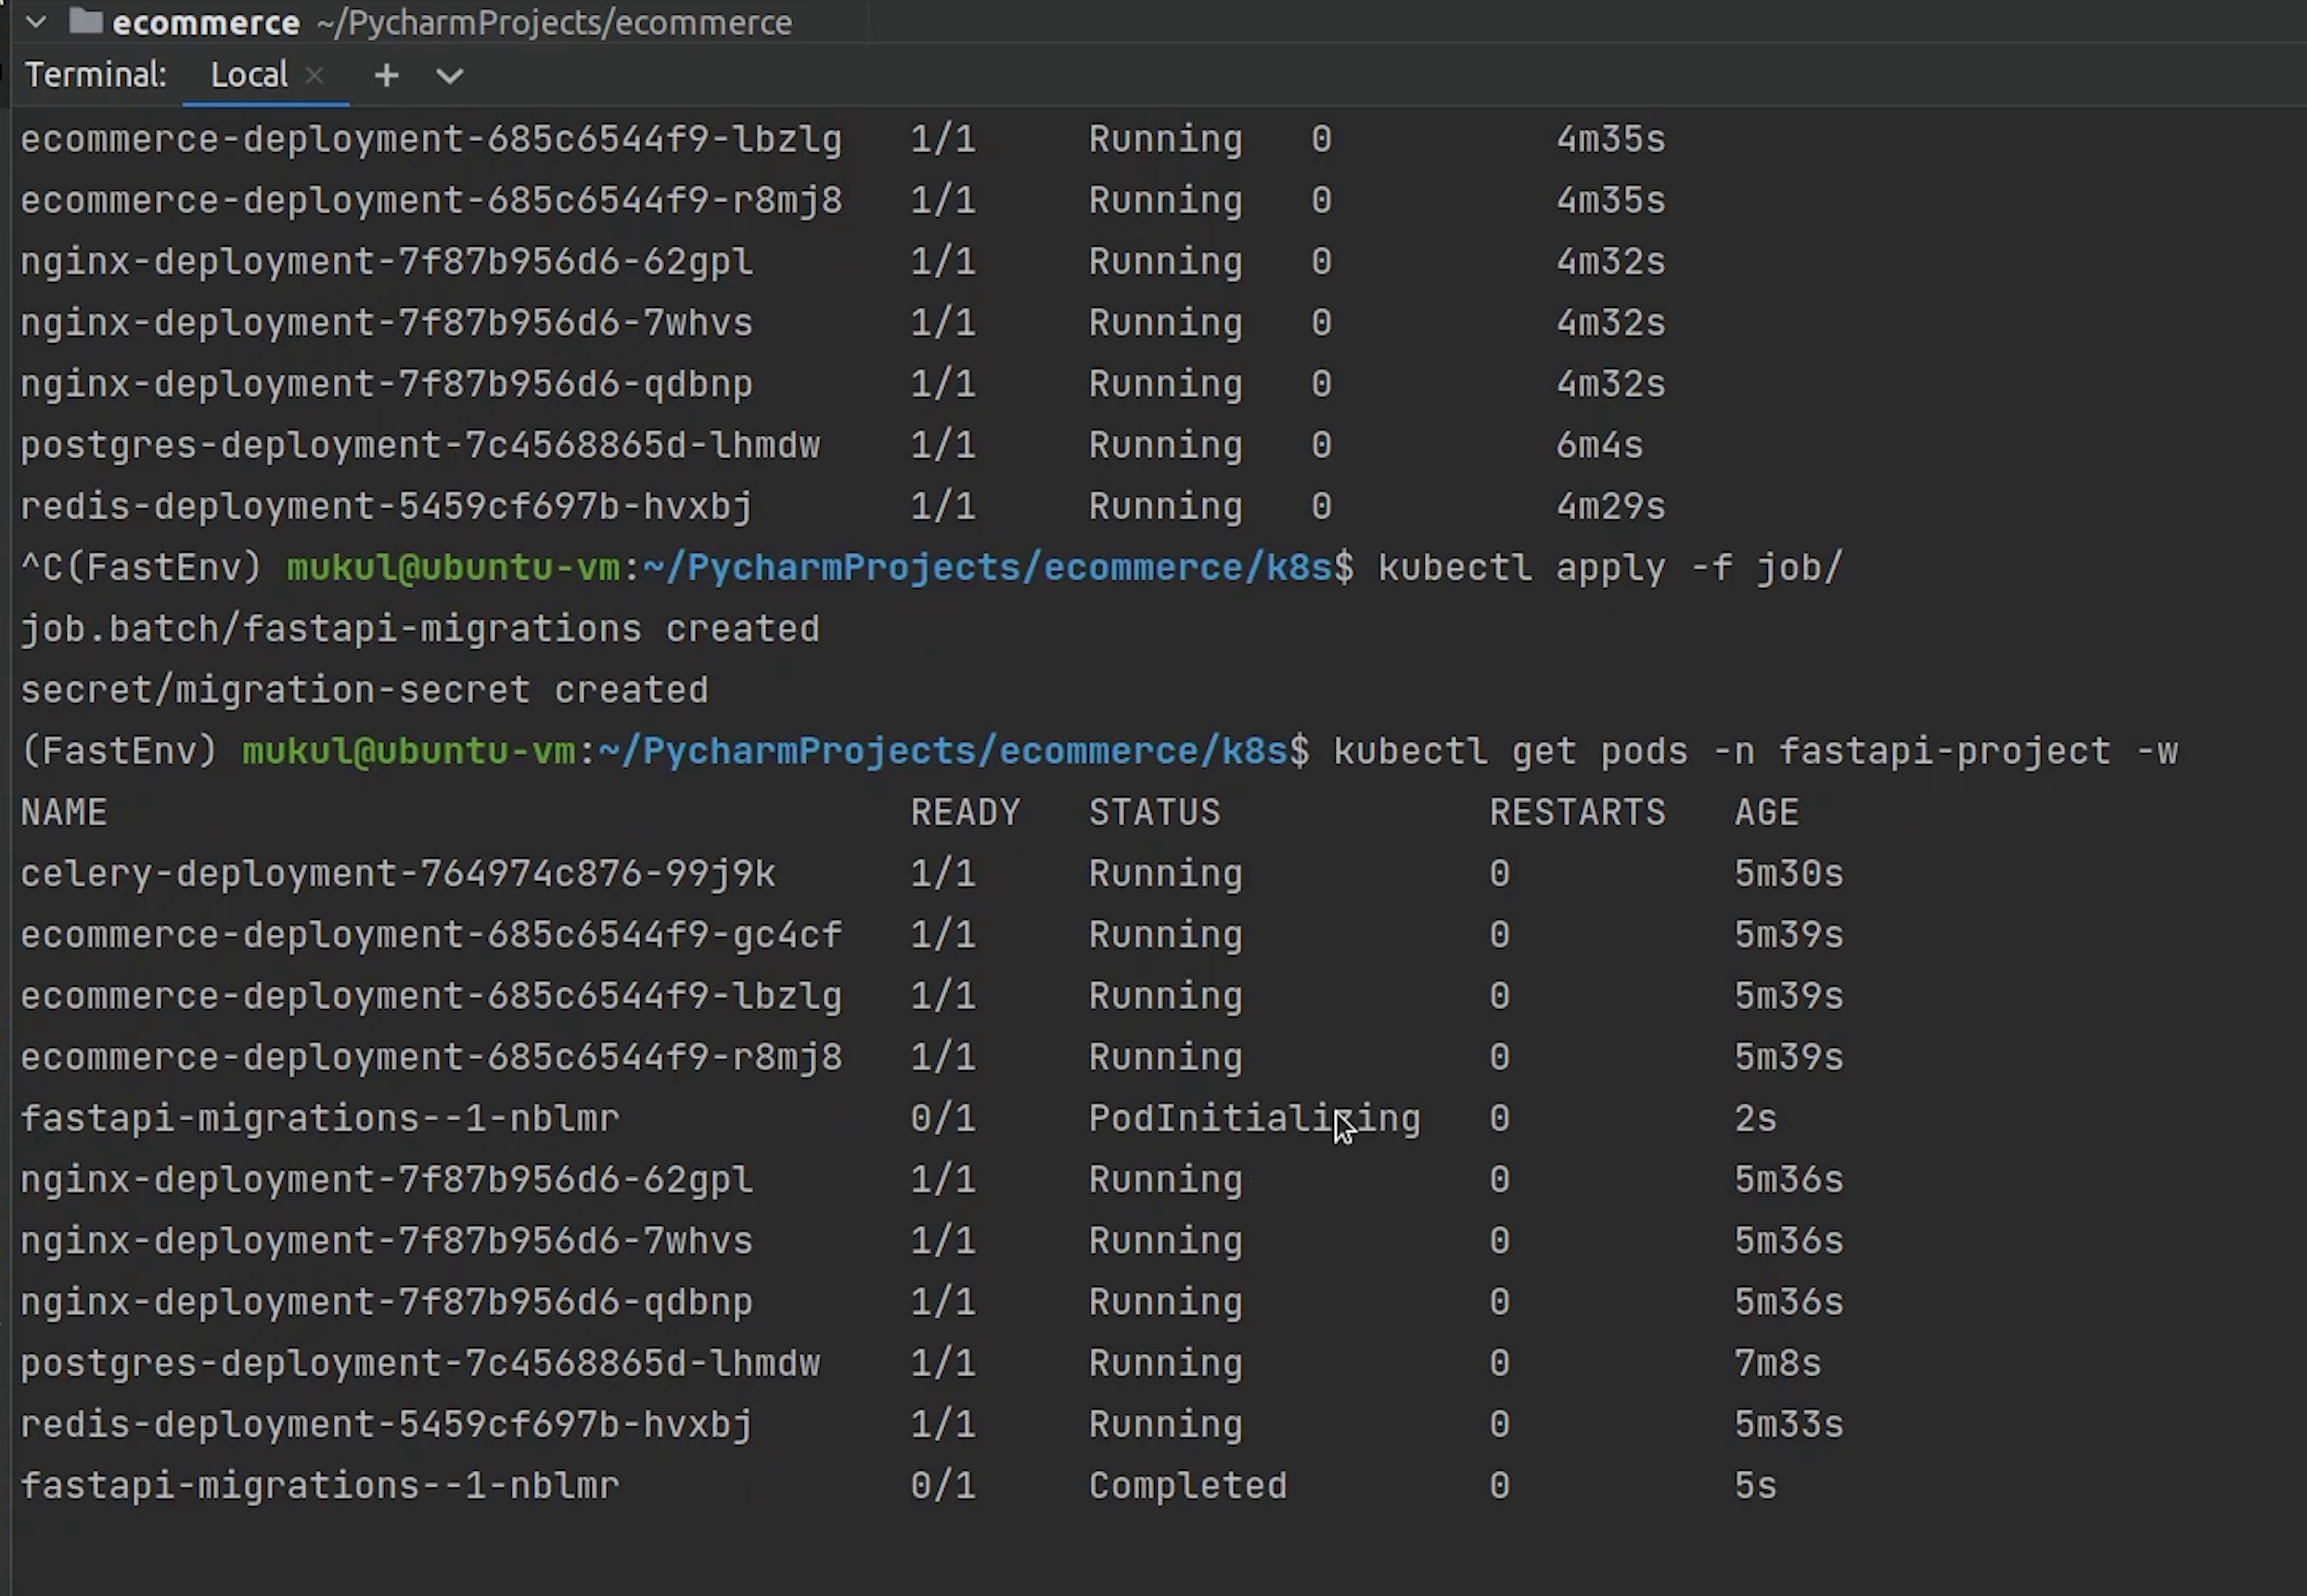 ecommerce ~/PycharmProjects/ecommerce
Terminal: Local × + 
ecommerce-deployment-685c6544f9-lbzlg 1/1 Running 0 4m35s
ecommerce-deployment-685c6544f9-r8mj8 1/1 Running 0 4m35s
nginx-deployment-7f87b956d6-62gpl 1/1 Running 0 4m32s
nginx-deployment-7f87b956d6-7whvs 1/1 Running 0 4m32s
nginx-deployment-7f87b956d6-qdbnp 1/1 Running 0 4m32s
postgres-deployment-7c4568865d-lhmdw 1/1 Running 0 6m4s
redis-deployment-5459cf697b-hvxbj 1/1 Running 0 4m29s
^C(FastEnv) mukul@ubuntu-vm:~/PycharmProjects/ecommerce/k8s$ kubectl apply -f job/
job.batch/fastapi-migrations created
secret/migration-secret created
(FastEnv) mukul@ubuntu-vm:~/PycharmProjects/ecommerce/k8s$ kubectl get pods -n fastapi-project -w
NAME READY STATUS RESTARTS AGE
celery-deployment-764974c876-99j9k 1/1 Running 0 5m30s
ecommerce-deployment-685c6544f9-gc4cf 1/1 Running 0 5m39s
ecommerce-deployment-685c6544f9-lbzlg 1/1 Running 0 5m39s
ecommerce-deployment-685c6544f9-r8mj8 1/1 Running 0 5m39s
fastapi-migrations--1-nblmr 0/1 PodInitializing 0 2s
nginx-deployment-7f87b956d6-62gpl 1/1 Running 0 5m36s
nginx-deployment-7f87b956d6-7whvs 1/1 Running 0 5m36s
nginx-deployment-7f87b956d6-qdbnp 1/1 Running 0 5m36s
postgres-deployment-7c4568865d-lhmdw 1/1 Running 0 7m8s
redis-deployment-5459cf697b-hvxbj 1/1 Running 0 5m33s
fastapi-migrations--1-nblmr 0/1 Completed 0 5s